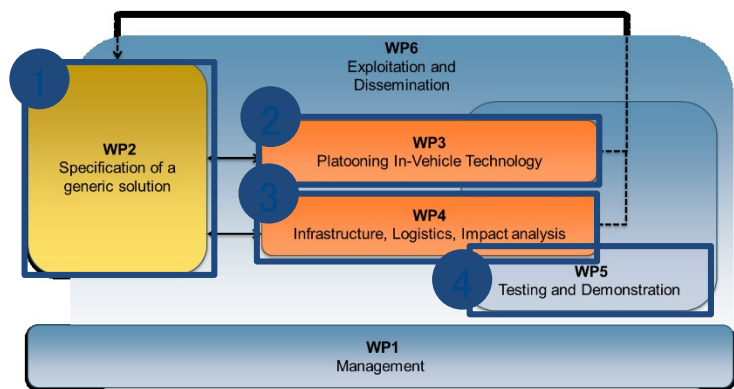 WP6
Exploitation and
Dissemination
1
WP2
Specification of a
generic solution
2
WP3
Platooning In-Vehicle Technology
3
WP4
Infrastructure, Logistics, Impact analysis
4
WP5
Testing and Demonstration
WP1
Management